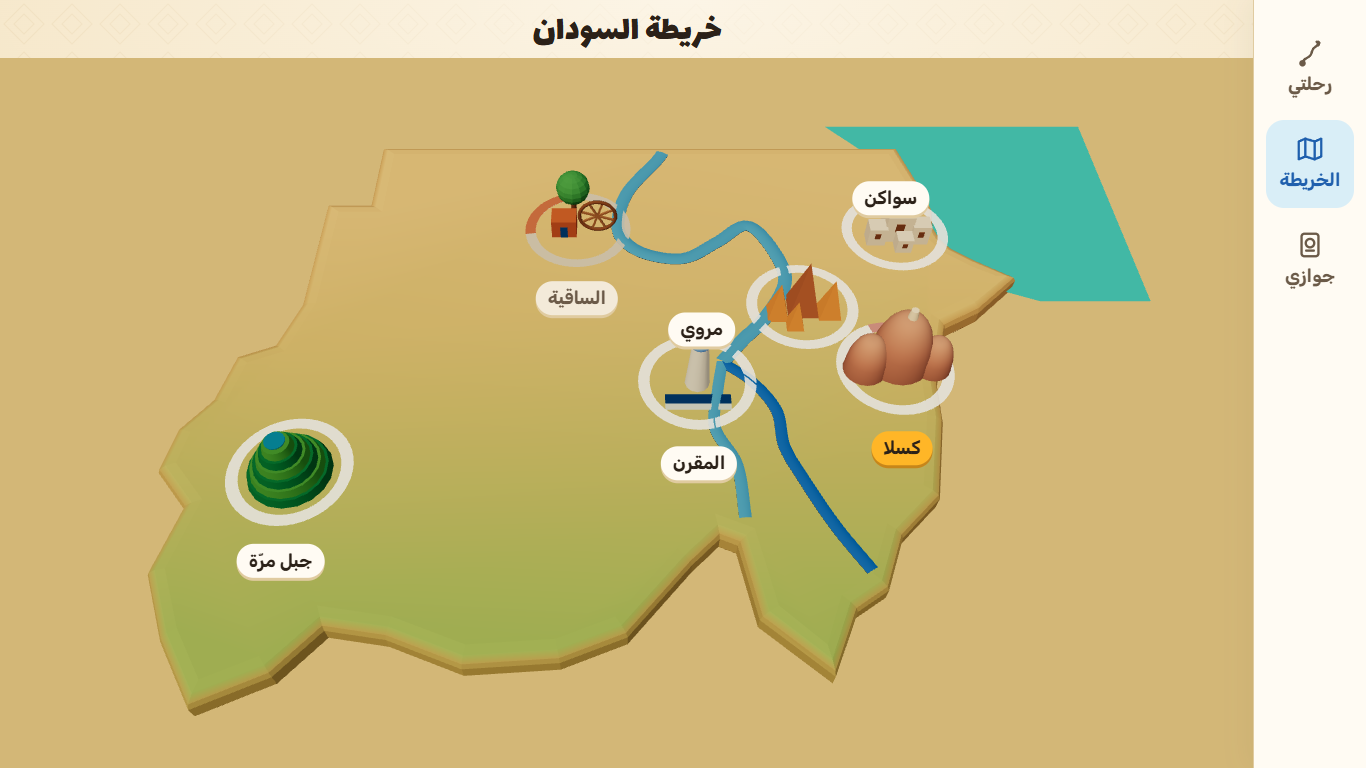 خريطة السودان
رحلتي
الخريطة
جوازي
سواكن
الساقية
مروي
كسلا
المقرن
جبل مرّة